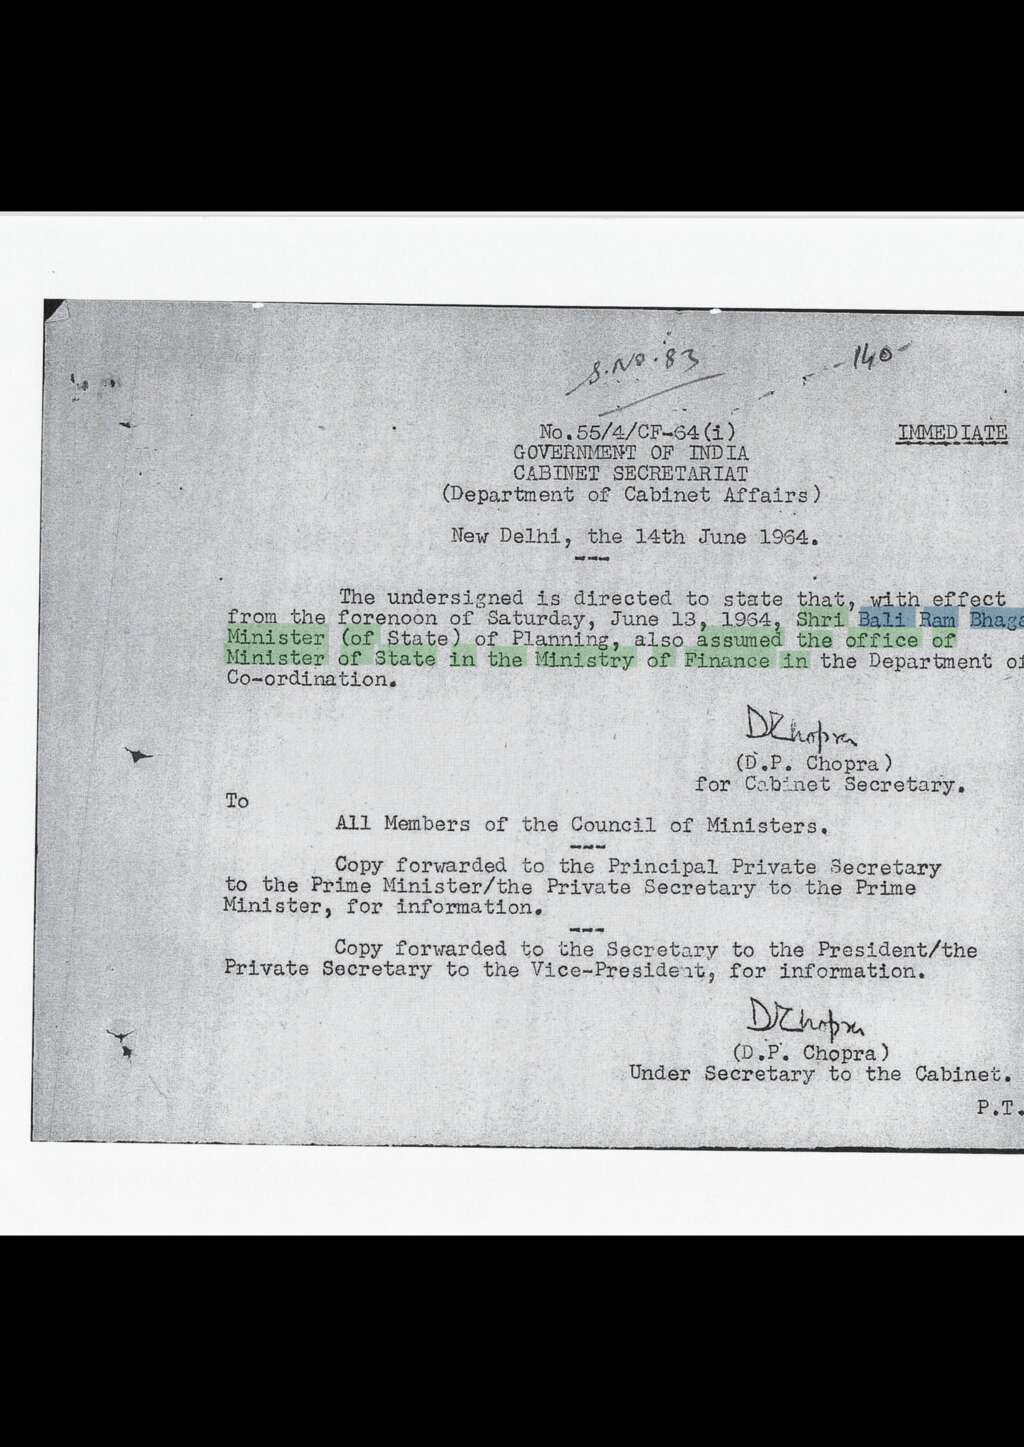 S.No.83
-140-
No.55/4/CF-64(i)
IMMEDIATE
GOVERNMENT OF INDIA
CABINET SECRETARIAT
(Department of Cabinet Affairs)
New Delhi, the 14th June 1964.
---
The undersigned is directed to state that, with effect
from the forenoon of Saturday, June 13, 1964, Shri Bali Ram Bhaga
Minister (of State) of Planning, also assumed the office of
Minister of State in the Ministry of Finance in the Department of
Co-ordination.
DPChopra
(D.P. Chopra)
for Cabinet Secretary.
To
All Members of the Council of Ministers.
---
Copy forwarded to the Principal Private Secretary
to the Prime Minister/the Private Secretary to the Prime
Minister, for information.
---
Copy forwarded to the Secretary to the President/the
Private Secretary to the Vice-President, for information.
DPChopra
(D.P. Chopra)
Under Secretary to the Cabinet.
P.T.